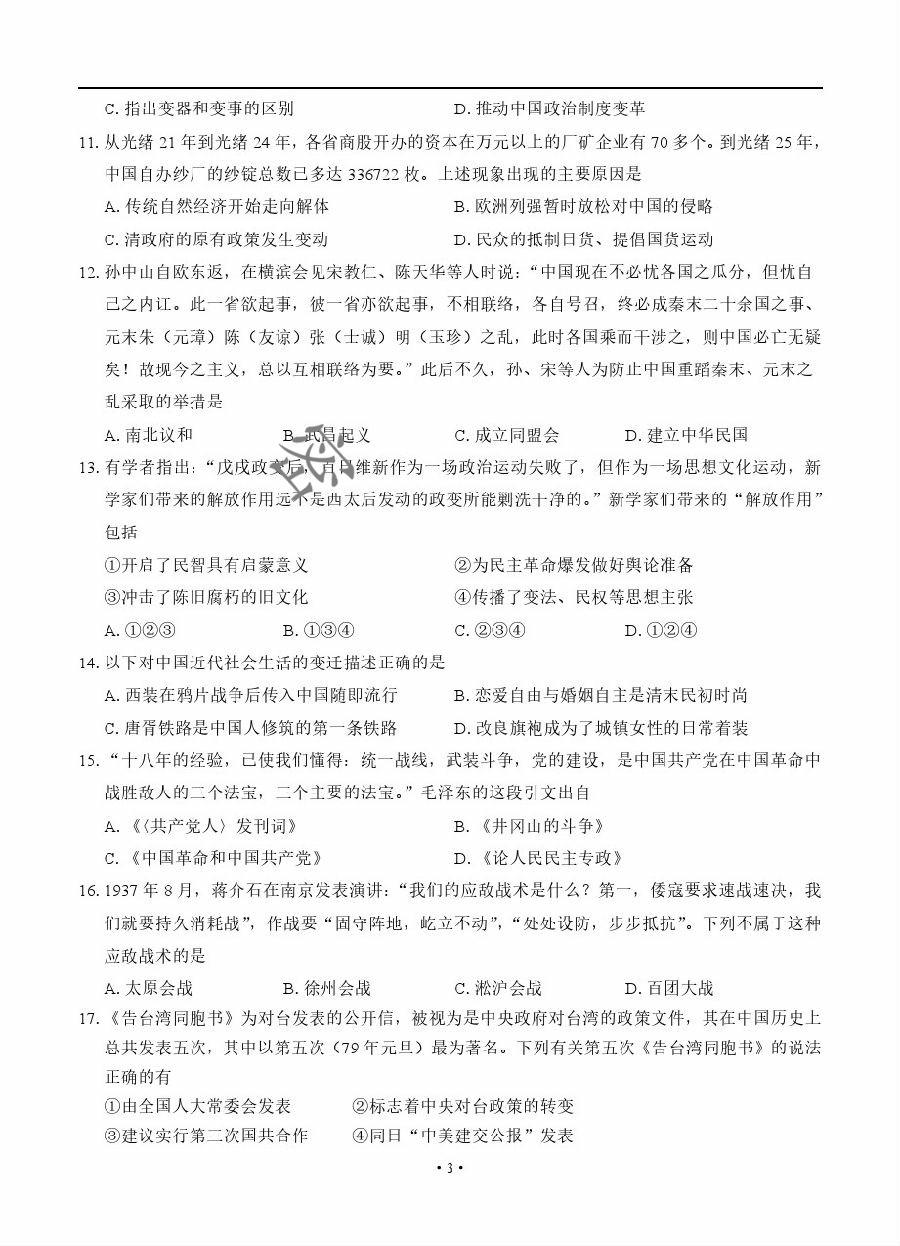 C. 指出变器和变事的区别 D. 推动中国政治制度变革
11. 从光绪 21 年到光绪 24 年，各省商股开办的资本在万元以上的厂矿企业有 70 多个。到光绪 25 年，
中国自办纱厂的纱锭总数已多达 336722 枚。上述现象出现的主要原因是
A. 传统自然经济开始走向解体 B. 欧洲列强暂时放松对中国的侵略
C. 清政府的原有政策发生变动 D. 民众的抵制日货、提倡国货运动
12. 孙中山自欧东返，在横滨会见宋教仁、陈天华等人时说：“中国现在不必忧各国之瓜分，但忧自
己之内讧。此一省欲起事，彼一省亦欲起事，不相联络，各自号召，终必成秦末二十余国之事、
元末朱（元璋）陈（友谅）张（士诚）明（玉珍）之乱，此时各国乘而干涉之，则中国必亡无疑
矣！故现今之主义，总以互相联络为要。”此后不久，孙、宋等人为防止中国重蹈秦末、元末之
乱采取的举措是
A. 南北议和 B. 武昌起义 C. 成立同盟会 D. 建立中华民国
13. 有学者指出：“戊戌政变后，百日维新作为一场政治运动失败了，但作为一场思想文化运动，新
学家们带来的解放作用远不是西太后发动的政变所能剿洗干净的。”新学家们带来的“解放作用”
包括
①开启了民智具有启蒙意义 ②为民主革命爆发做好舆论准备
③冲击了陈旧腐朽的旧文化 ④传播了变法、民权等思想主张
A. ①②③ B. ①③④ C. ②③④ D. ①②④
14. 以下对中国近代社会生活的变迁描述正确的是
A. 西装在鸦片战争后传入中国随即流行 B. 恋爱自由与婚姻自主是清末民初时尚
C. 唐胥铁路是中国人修筑的第一条铁路 D. 改良旗袍成为了城镇女性的日常着装
15. “十八年的经验，已使我们懂得：统一战线，武装斗争，党的建设，是中国共产党在中国革命中
战胜敌人的三个法宝，三个主要的法宝。”毛泽东的这段引文出自
A.《〈共产党人〉发刊词》 B.《井冈山的斗争》
C.《中国革命和中国共产党》 D.《论人民民主专政》
16. 1937 年 8 月，蒋介石在南京发表演讲：“我们的应敌战术是什么？第一，倭寇要求速战速决，我
们就要持久消耗战”，作战要“固守阵地，屹立不动”，“处处设防，步步抵抗”。下列不属于这种
应敌战术的是
A. 太原会战 B. 徐州会战 C. 淞沪会战 D. 百团大战
17.《告台湾同胞书》为对台发表的公开信，被视为是中央政府对台湾的政策文件，其在中国历史上
总共发表五次，其中以第五次（79 年元旦）最为著名。下列有关第五次《告台湾同胞书》的说法
正确的有
①由全国人大常委会发表 ②标志着中央对台政策的转变
③建议实行第三次国共合作 ④同日“中美建交公报”发表
• 3 •